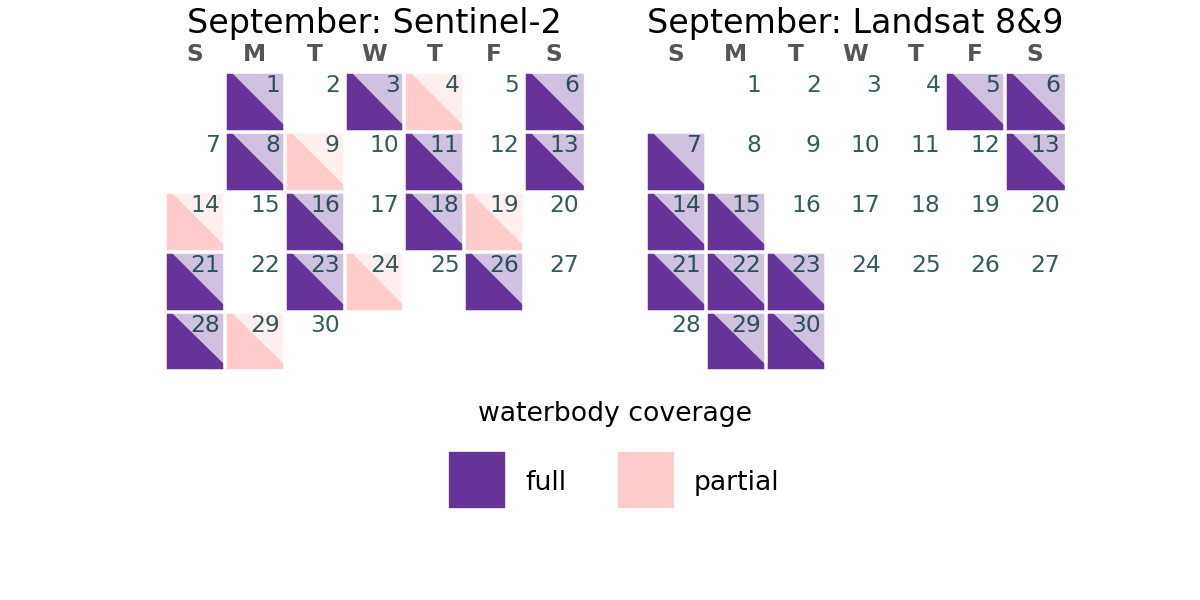 September: Sentinel-2
S M T W T F S
1 2 3 4 5 6
7 8 9 10 11 12 13
14 15 16 17 18 19 20
21 22 23 24 25 26 27
28 29 30
September: Landsat 8&9
S M T W T F S
1 2 3 4 5 6
7 8 9 10 11 12 13
14 15 16 17 18 19 20
21 22 23 24 25 26 27
28 29 30
waterbody coverage
full partial